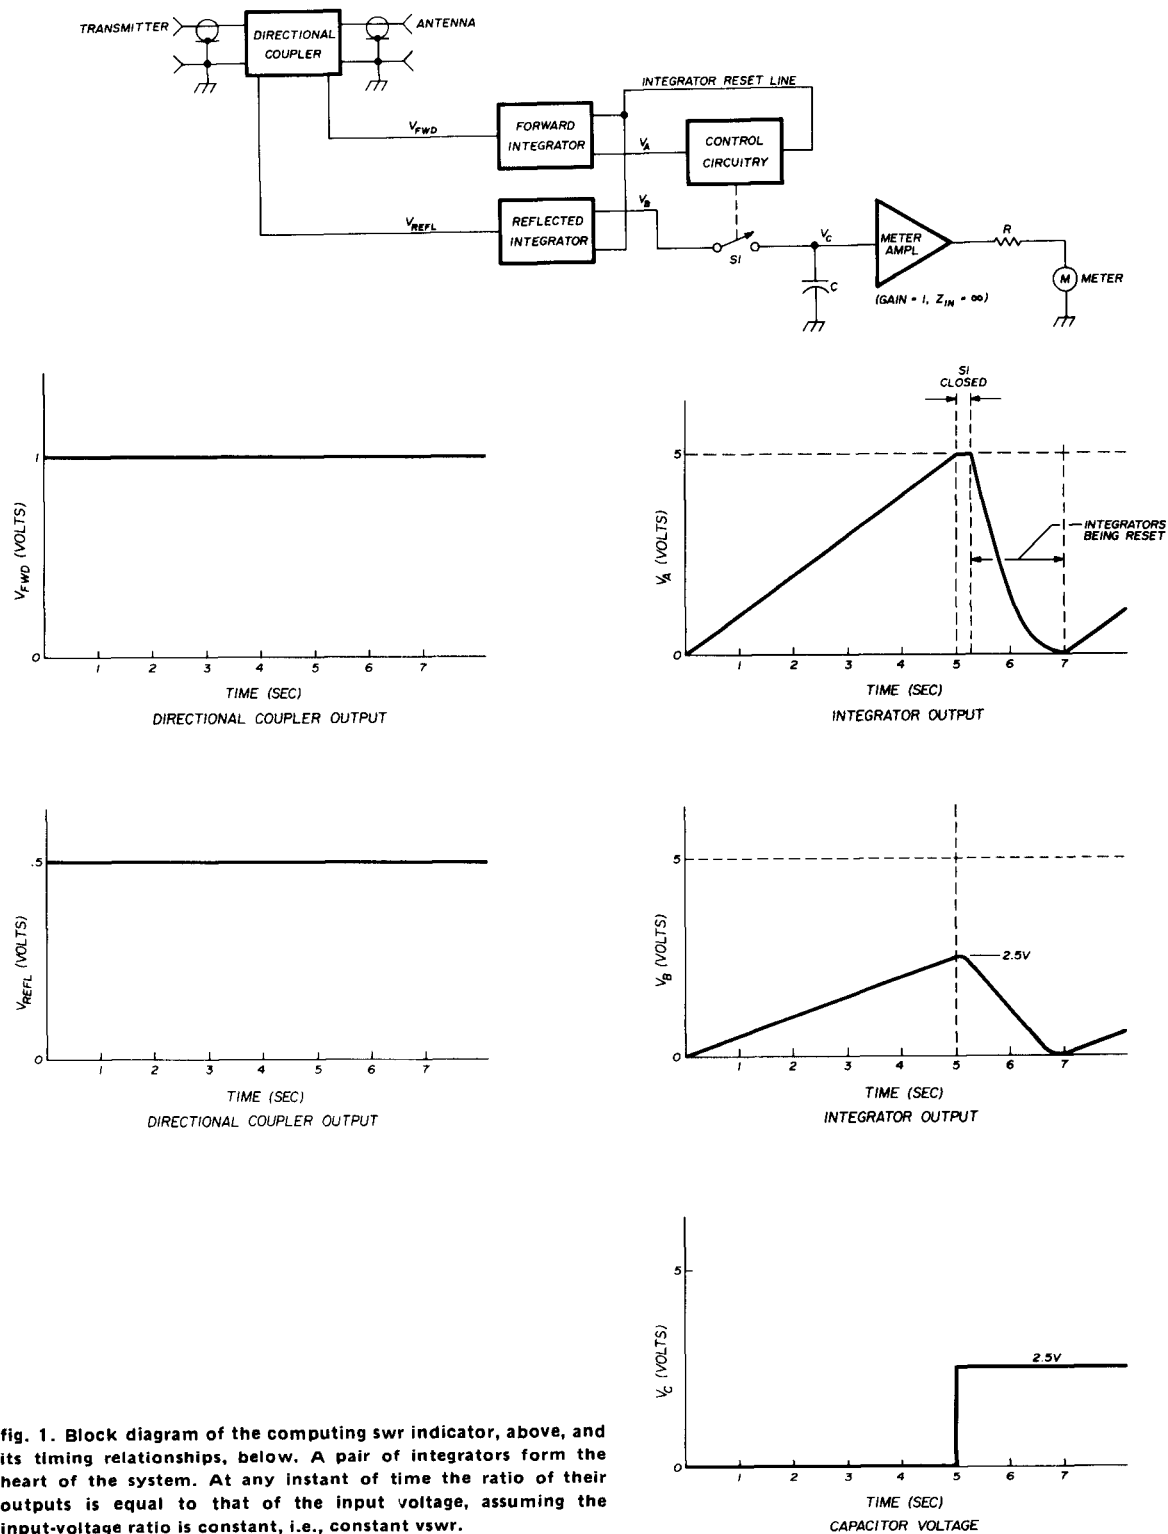 TRANSMITTER
DIRECTIONAL
COUPLER
ANTENNA
INTEGRATOR RESET LINE
VFWD
FORWARD
INTEGRATOR
VA
CONTROL
CIRCUITRY
VREFL
REFLECTED
INTEGRATOR
VB
S1
VC
C
METER
AMPL
(GAIN = 1, ZIN = ∞)
R
M
METER
VFWD (VOLTS)
1
0
1 2 3 4 5 6 7
TIME (SEC)
DIRECTIONAL COUPLER OUTPUT
S1
CLOSED
VA (VOLTS)
5
0
INTEGRATORS
BEING RESET
1 2 3 4 5 6 7
TIME (SEC)
INTEGRATOR OUTPUT
VREFL (VOLTS)
.5
0
1 2 3 4 5 6 7
TIME (SEC)
DIRECTIONAL COUPLER OUTPUT
VB (VOLTS)
5
2.5V
0
1 2 3 4 5 6 7
TIME (SEC)
INTEGRATOR OUTPUT
VC (VOLTS)
5
2.5V
0
1 2 3 4 5 6 7
TIME (SEC)
CAPACITOR VOLTAGE
fig. 1. Block diagram of the computing swr indicator, above, and
its timing relationships, below. A pair of integrators form the
heart of the system. At any instant of time the ratio of their
outputs is equal to that of the input voltage, assuming the
input-voltage ratio is constant, i.e., constant vswr.